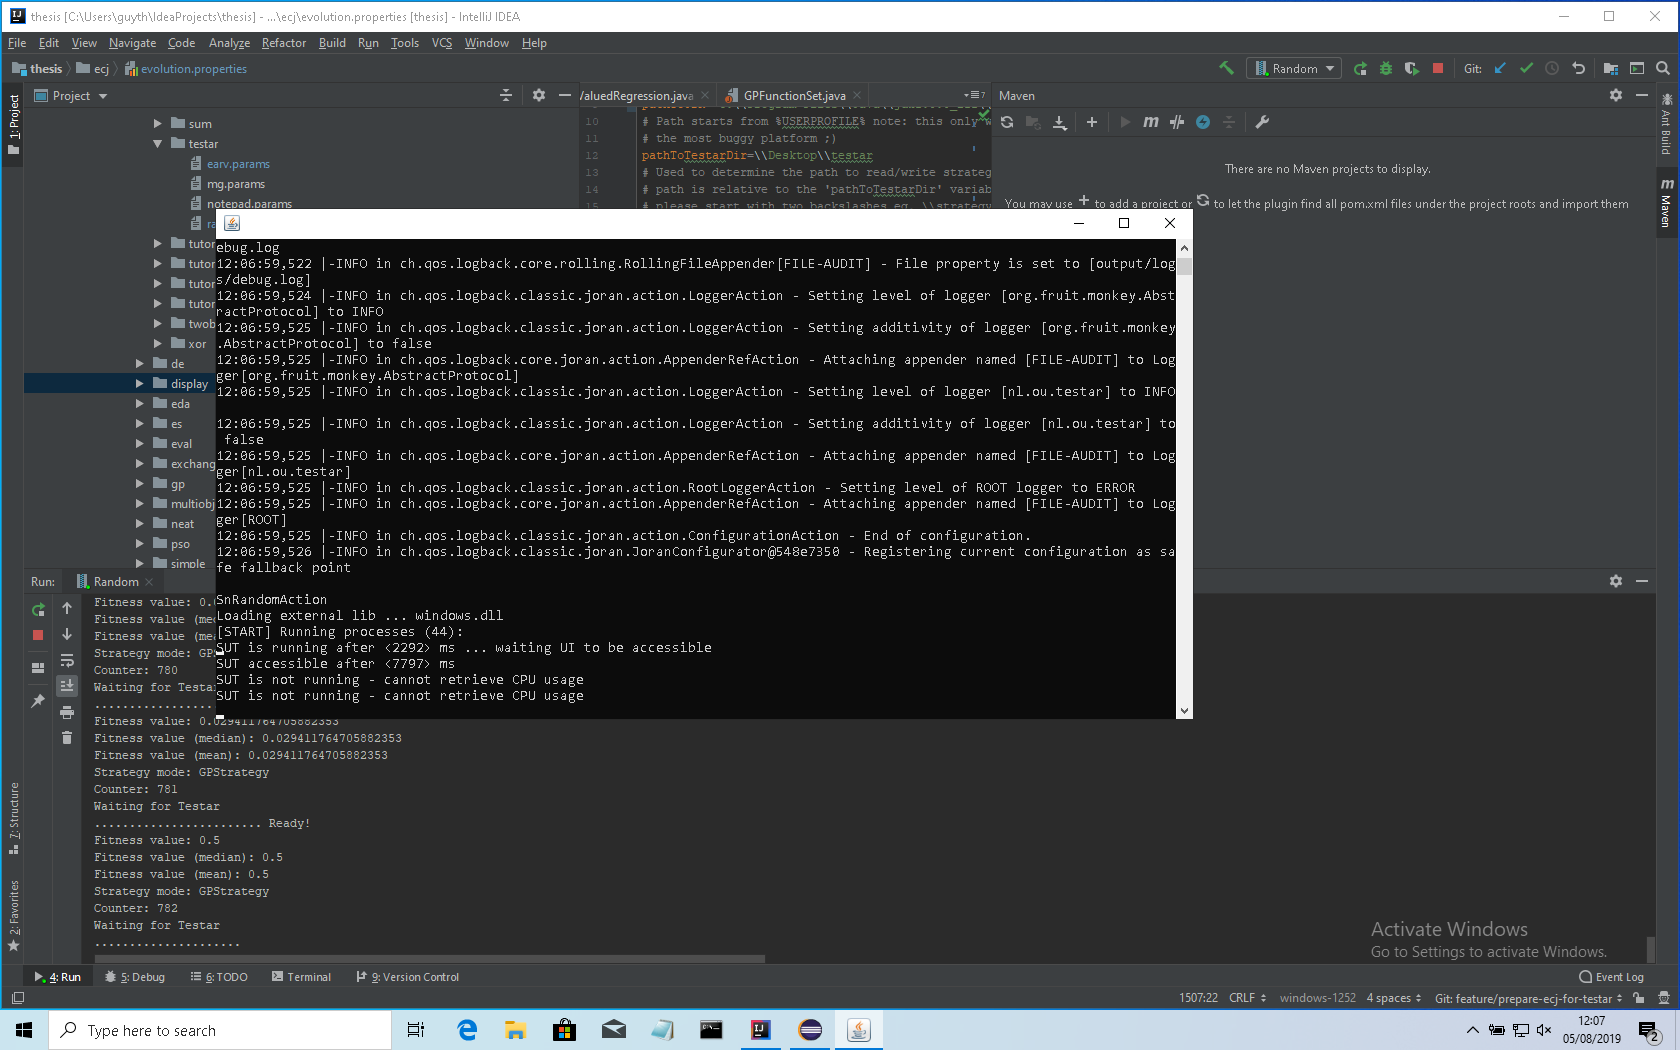 thesis [C:\Users\guyth\IdeaProjects\thesis] - ...\ecj\evolution.properties [thesis] - IntelliJ IDEA
File Edit View Navigate Code Analyze Refactor Build Run Tools VCS Window Help
thesis ecj evolution.properties
Random
Git:
Project
/aluedRegression.java
GPFunctionSet.java
Maven
1: Project
sum
testar
earv.params
mg.params
notepad.params
ra
tutor
tutor
tutor
tutor
twob
xor
de
display
eda
es
eval
exchang
gp
multiobj
neat
pso
simple
10 # Path starts from %USERPROFILE% note: this only w
11 # the most buggy platform ;)
12 pathToTestarDir=\\Desktop\\testar
13 # Used to determine the path to read/write strateg
14 # path is relative to the 'pathToTestarDir' variab
15 # please start with two backslashes eg. \\strategy
There are no Maven projects to display.
You may use + to add a project or to let the plugin find all pom.xml files under the project roots and import them
Ant Build
Maven
ebug.log
12:06:59,522 |-INFO in ch.qos.logback.core.rolling.RollingFileAppender[FILE-AUDIT] - File property is set to [output/log
s/debug.log]
12:06:59,524 |-INFO in ch.qos.logback.classic.joran.action.LoggerAction - Setting level of logger [org.fruit.monkey.Abst
ractProtocol] to INFO
12:06:59,525 |-INFO in ch.qos.logback.classic.joran.action.LoggerAction - Setting additivity of logger [org.fruit.monkey
.AbstractProtocol] to false
12:06:59,525 |-INFO in ch.qos.logback.core.joran.action.AppenderRefAction - Attaching appender named [FILE-AUDIT] to Log
ger[org.fruit.monkey.AbstractProtocol]
12:06:59,525 |-INFO in ch.qos.logback.classic.joran.action.LoggerAction - Setting level of logger [nl.ou.testar] to INFO
12:06:59,525 |-INFO in ch.qos.logback.classic.joran.action.LoggerAction - Setting additivity of logger [nl.ou.testar] to
false
12:06:59,525 |-INFO in ch.qos.logback.core.joran.action.AppenderRefAction - Attaching appender named [FILE-AUDIT] to Log
ger[nl.ou.testar]
12:06:59,525 |-INFO in ch.qos.logback.classic.joran.action.RootLoggerAction - Setting level of ROOT logger to ERROR
12:06:59,525 |-INFO in ch.qos.logback.core.joran.action.AppenderRefAction - Attaching appender named [FILE-AUDIT] to Log
ger[ROOT]
12:06:59,525 |-INFO in ch.qos.logback.classic.joran.action.ConfigurationAction - End of configuration.
12:06:59,526 |-INFO in ch.qos.logback.classic.joran.JoranConfigurator@548e7350 - Registering current configuration as sa
fe fallback point
SnRandomAction
Loading external lib ... windows.dll
[START] Running processes (44):
SUT is running after <2292> ms ... waiting UI to be accessible
SUT accessible after <7797> ms
SUT is not running - cannot retrieve CPU usage
SUT is not running - cannot retrieve CPU usage
Run: Random
Fitness value: 0.0
Fitness value (med
Fitness value (mea
Strategy mode: GPS
Counter: 780
Waiting for Testar
.................
Fitness value: 0.029411764705882353
Fitness value (median): 0.029411764705882353
Fitness value (mean): 0.029411764705882353
Strategy mode: GPStrategy
Counter: 781
Waiting for Testar
........................ Ready!
Fitness value: 0.5
Fitness value (median): 0.5
Fitness value (mean): 0.5
Strategy mode: GPStrategy
Counter: 782
Waiting for Testar
.....................
7: Structure
2: Favorites
Activate Windows
Go to Settings to activate Windows.
4: Run 5: Debug 6: TODO Terminal 9: Version Control Event Log
1507:22 CRLF windows-1252 4 spaces Git: feature/prepare-ecj-for-testar
Type here to search
12:07
05/08/2019
2